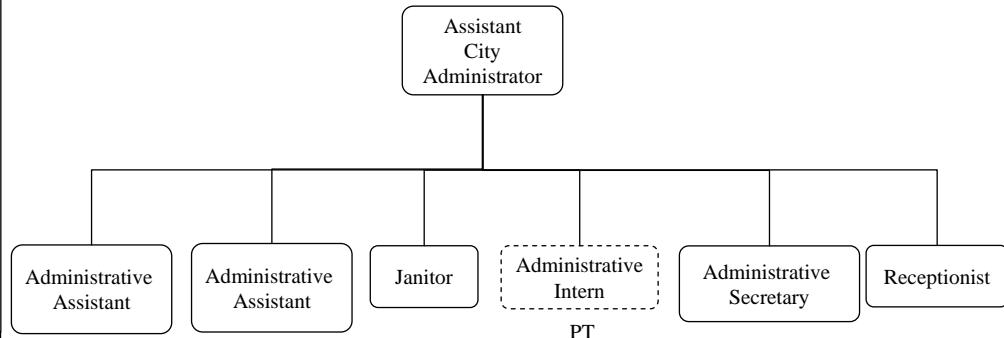 Assistant
City
Administrator
Administrative
Assistant
Administrative
Assistant
Janitor
Administrative
Intern
PT
Administrative
Secretary
Receptionist